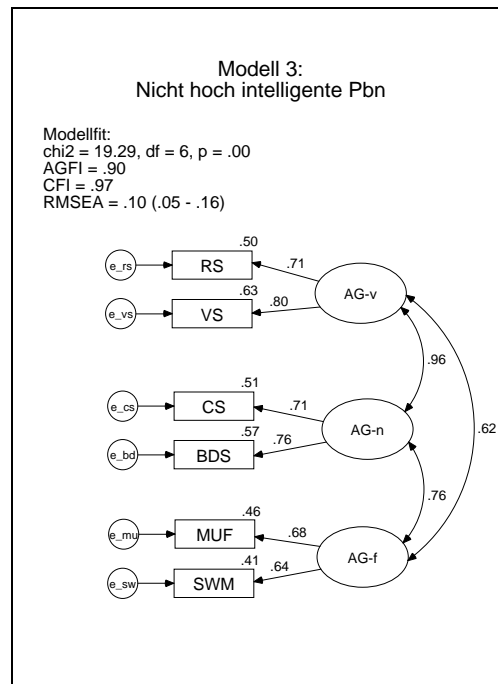 Modell 3:
Nicht hoch intelligente Pbn
Modellfit:
chi2 = 19.29, df = 6, p = .00
AGFI = .90
CFI = .97
RMSEA = .10 (.05 - .16)
.50
e_rs RS .71
AG-v
.63
e_vs VS .80
.96
.51
e_cs CS .71
AG-n
.62
.57
e_bd BDS .76
.76
.46
e_mu MUF .68
AG-f
.41
e_sw SWM .64